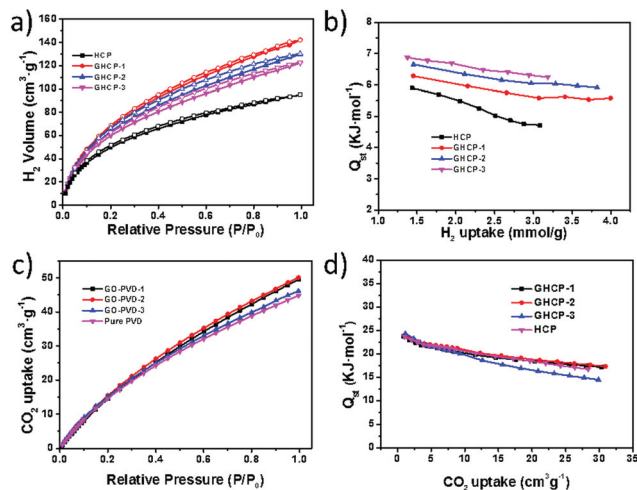 a)
160
140
120
100
80
60
40
20
0
H2 Volume (cm3·g-1)
HCP
GHCP-1
GHCP-2
GHCP-3
0.0 0.2 0.4 0.6 0.8 1.0
Relative Pressure (P/P0)
b)
9
8
7
6
5
4
Qst (KJ·mol-1)
HCP
GHCP-1
GHCP-2
GHCP-3
1.0 1.5 2.0 2.5 3.0 3.5 4.0
H2 uptake (mmol/g)
c)
50
40
30
20
10
0
CO2 uptake (cm3·g-1)
GO-PVD-1
GO-PVD-2
GO-PVD-3
Pure PVD
0.0 0.2 0.4 0.6 0.8 1.0
Relative Pressure (P/P0)
d)
40
35
30
25
20
15
10
5
0
Qst (KJ·mol-1)
GHCP-1
GHCP-2
GHCP-3
HCP
0 5 10 15 20 25 30 35
CO2 uptake (cm3g-1)